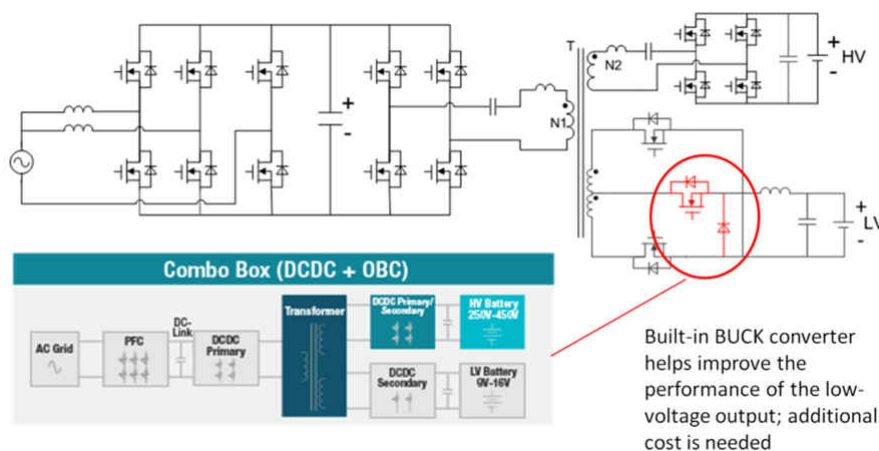 T
N1
N2
+
-
+
-
HV
+
-
LV
Combo Box (DCDC + OBC)
AC Grid
PFC
DC-
Link
DCDC
Primary
Transformer
DCDC Primary/
Secondary
HV Battery
250V-450V
DCDC
Secondary
LV Battery
9V-16V
Built-in BUCK converter
helps improve the
performance of the low-
voltage output; additional
cost is needed